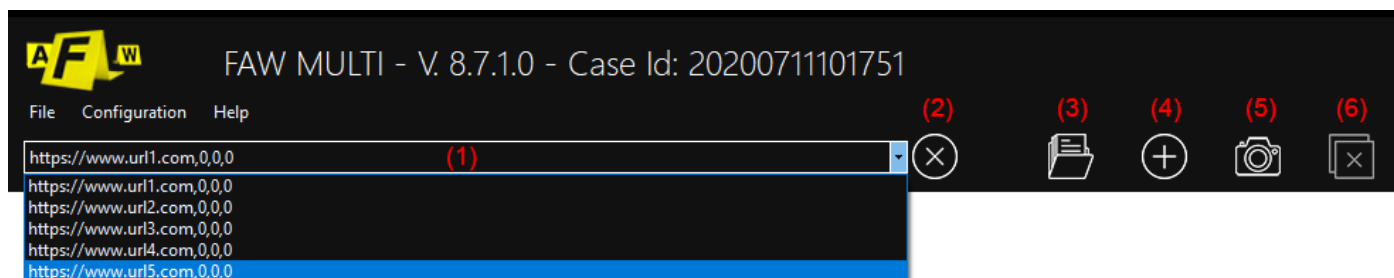 A F W
FAW MULTI - V. 8.7.1.0 - Case Id: 20200711101751
File Configuration Help
(2) (3) (4) (5) (6)
https://www.url1.com,0,0,0 (1)
https://www.url1.com,0,0,0
https://www.url2.com,0,0,0
https://www.url3.com,0,0,0
https://www.url4.com,0,0,0
https://www.url5.com,0,0,0